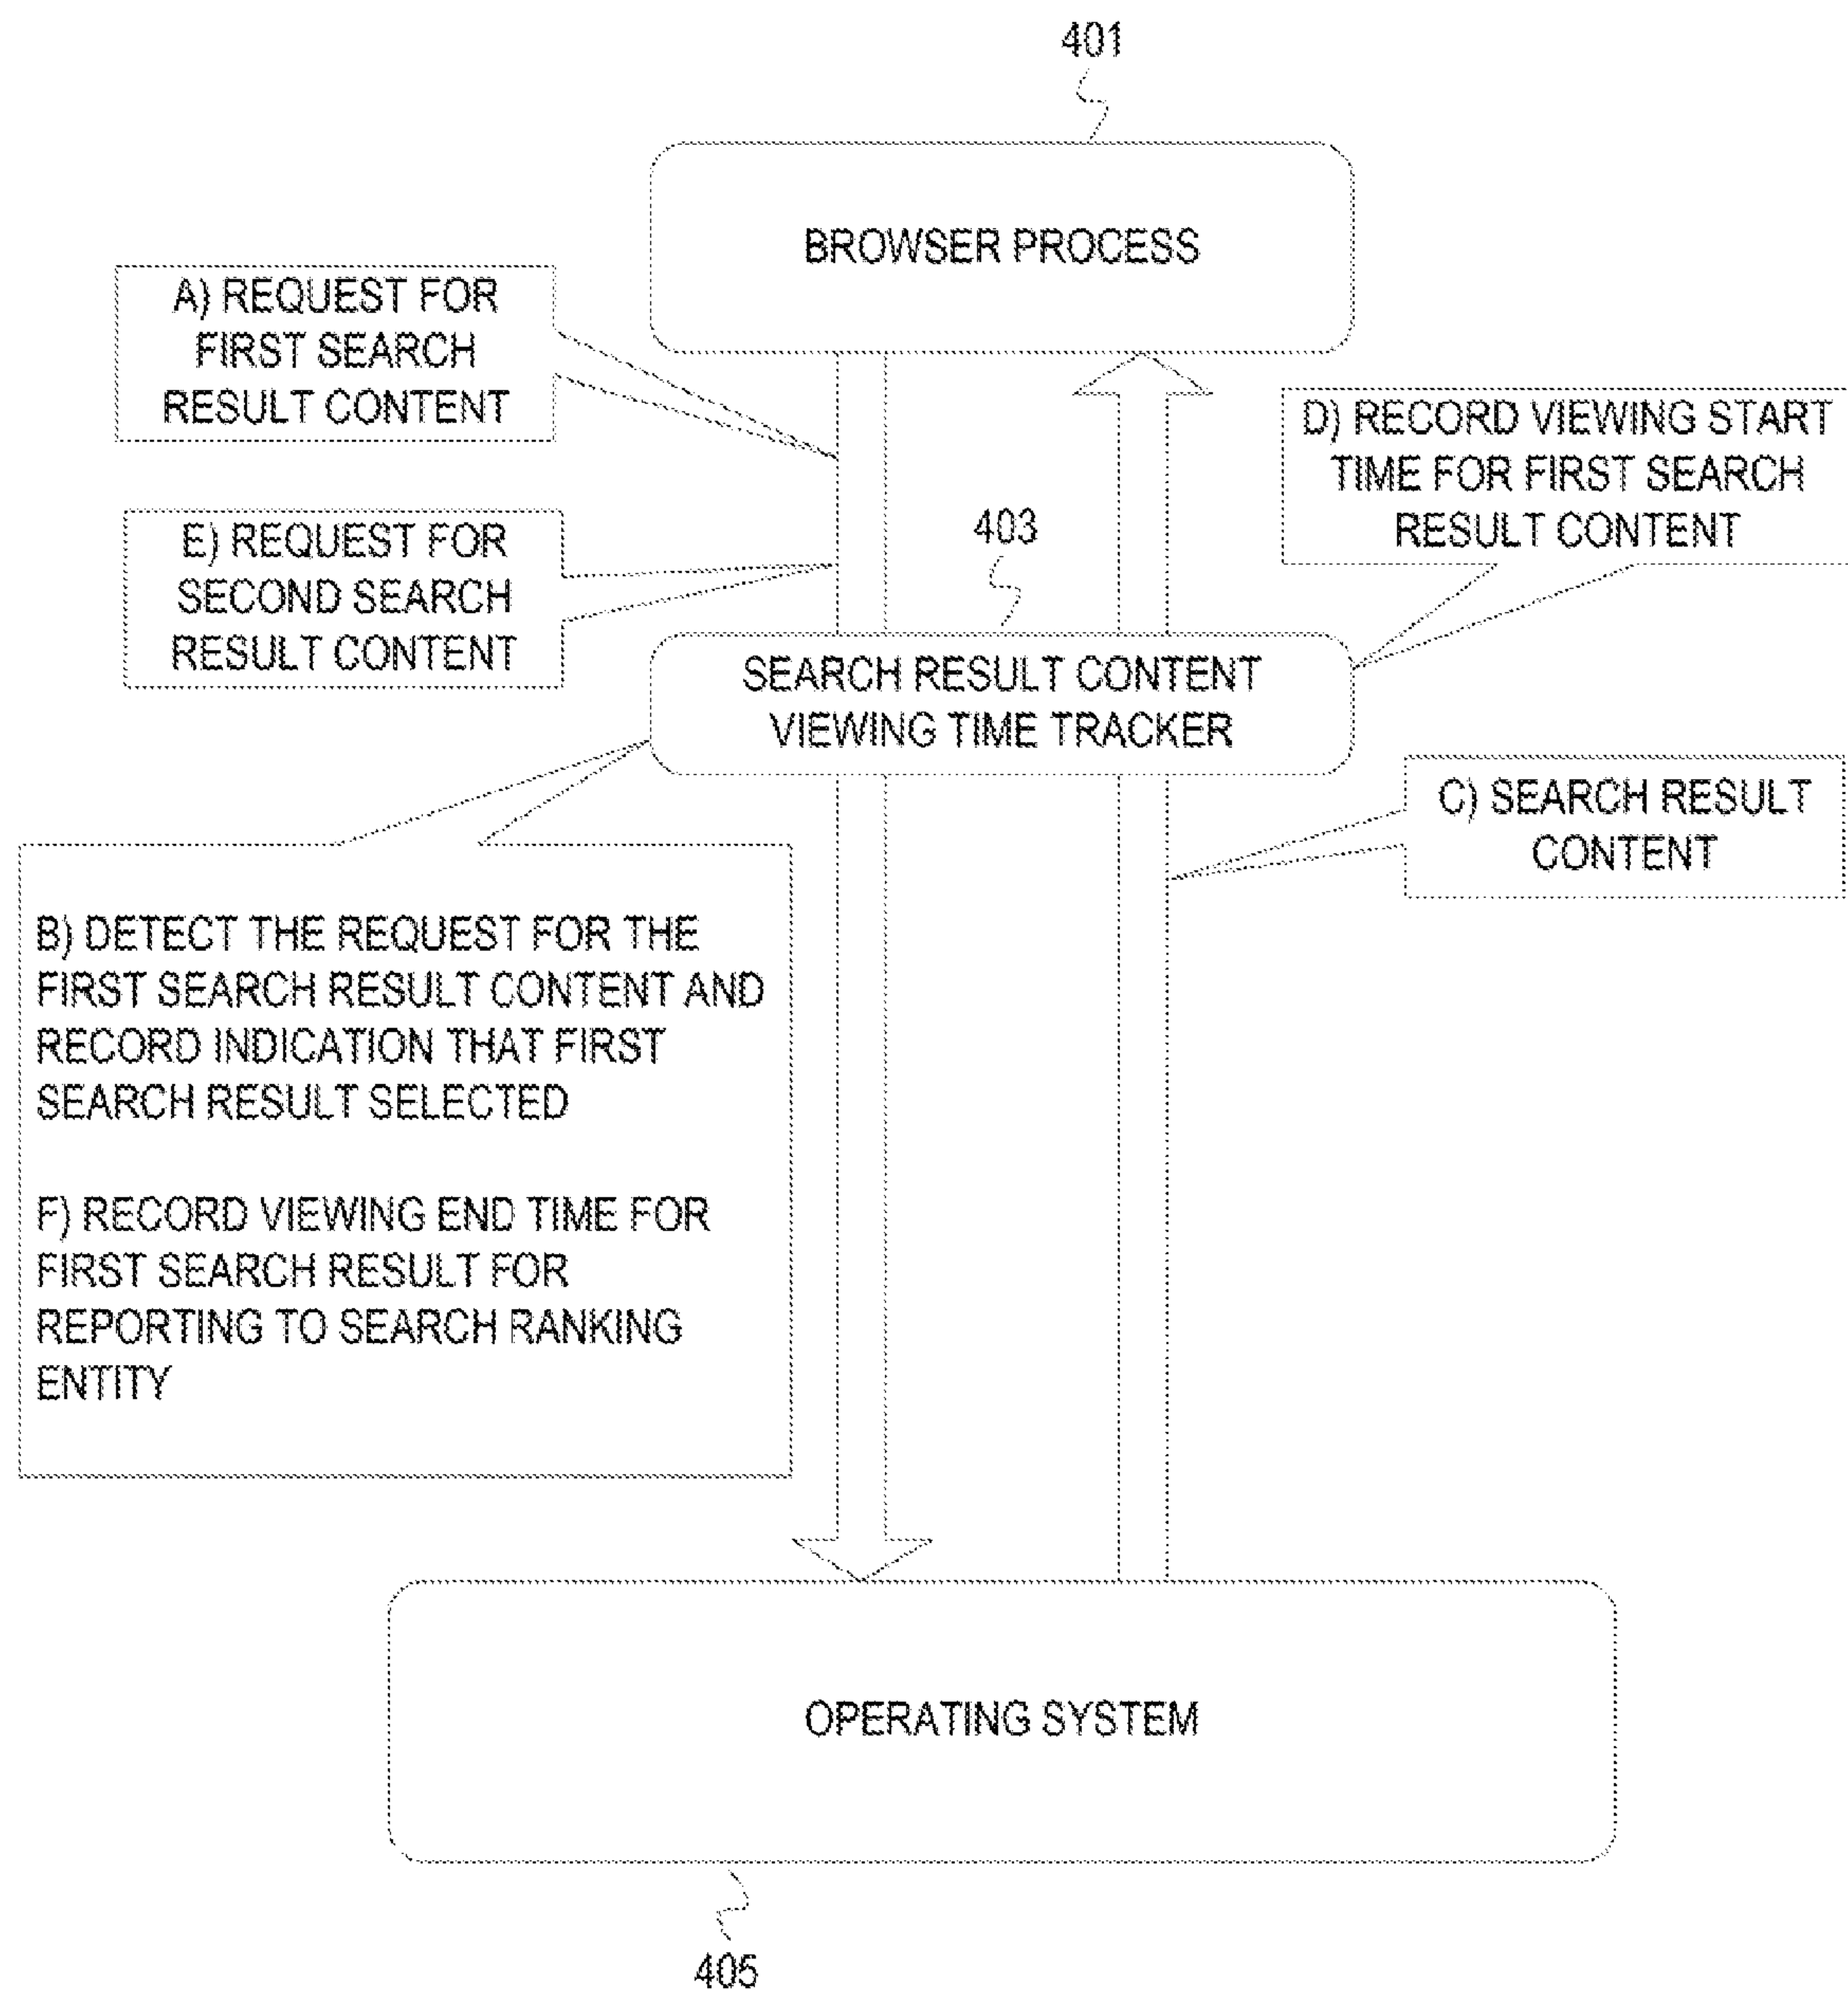 401
BROWSER PROCESS
A) REQUEST FOR
FIRST SEARCH
RESULT CONTENT
D) RECORD VIEWING START
TIME FOR FIRST SEARCH
RESULT CONTENT
E) REQUEST FOR
SECOND SEARCH
RESULT CONTENT
403
SEARCH RESULT CONTENT
VIEWING TIME TRACKER
C) SEARCH RESULT
CONTENT
B) DETECT THE REQUEST FOR THE
FIRST SEARCH RESULT CONTENT AND
RECORD INDICATION THAT FIRST
SEARCH RESULT SELECTED
F) RECORD VIEWING END TIME FOR
FIRST SEARCH RESULT FOR
REPORTING TO SEARCH RANKING
ENTITY
OPERATING SYSTEM
405